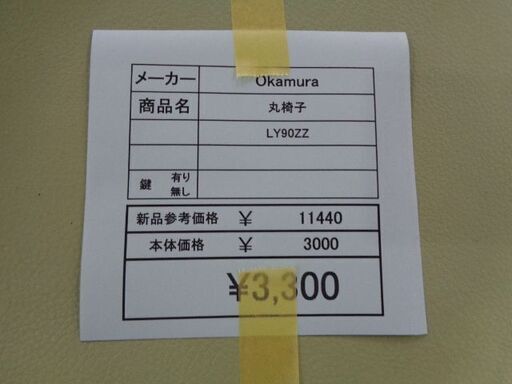 メーカー Okamura
商品名 丸椅子
LY90ZZ
鍵 有り 無し
新品参考価格 ¥ 11440
本体価格 ¥ 3000
¥3,300